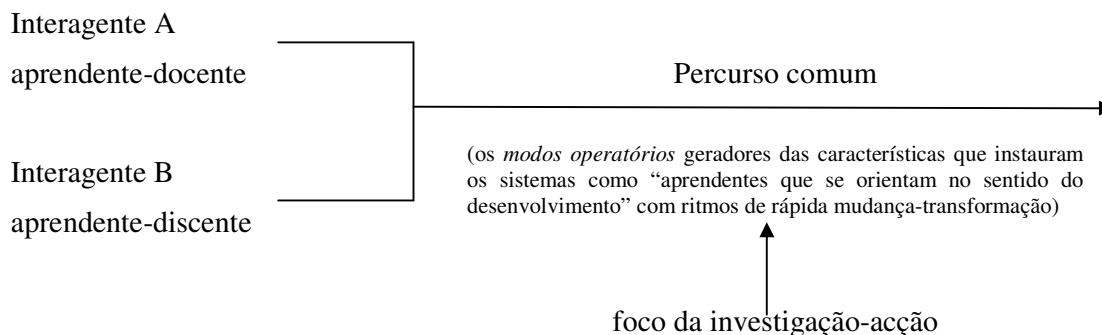 Interagente A
aprendente-docente
Percurso comum
(os modos operatórios geradores das características que instauram
os sistemas como “aprendentes que se orientam no sentido do
desenvolvimento” com ritmos de rápida mudança-transformação)
Interagente B
aprendente-discente
foco da investigação-acção